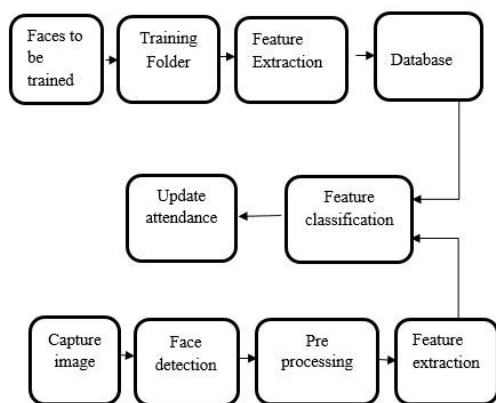 Faces to
be
trained
Training
Folder
Feature
Extraction
Database
Update
attendance
Feature
classification
Capture
image
Face
detection
Pre
processing
Feature
extraction